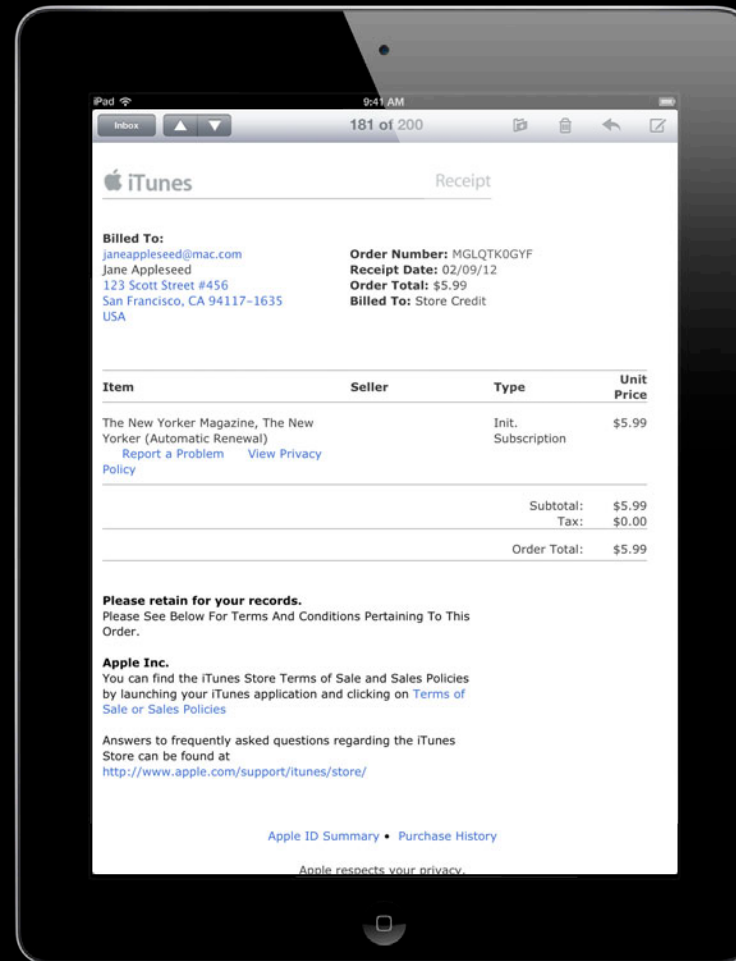 iPad 9:41 AM
Inbox 181 of 200
iTunes Receipt
Billed To:
janeappleseed@mac.com
Jane Appleseed
123 Scott Street #456
San Francisco, CA 94117-1635
USA
Order Number: MGLQTK0GYF
Receipt Date: 02/09/12
Order Total: $5.99
Billed To: Store Credit
Item Seller Type Unit
Price
The New Yorker Magazine, The New
Yorker (Automatic Renewal)
Report a Problem View Privacy
Policy
Init.
Subscription
$5.99
Subtotal: $5.99
Tax: $0.00
Order Total: $5.99
Please retain for your records.
Please See Below For Terms And Conditions Pertaining To This
Order.
Apple Inc.
You can find the iTunes Store Terms of Sale and Sales Policies
by launching your iTunes application and clicking on Terms of
Sale or Sales Policies
Answers to frequently asked questions regarding the iTunes
Store can be found at
http://www.apple.com/support/itunes/store/
Apple ID Summary • Purchase History
Apple respects your privacy.